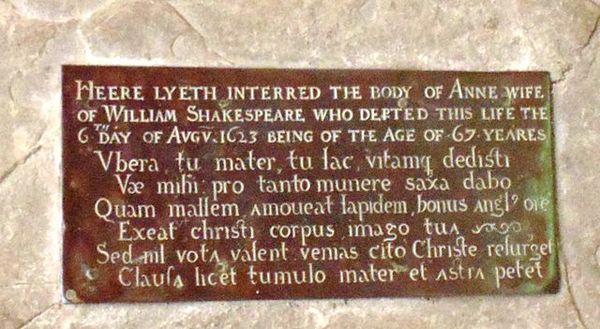 HEERE LYETH INTERRED THE BODY OF ANNE WIFE
OF WILLIAM SHAKESPEARE WHO DEPTED THIS LIFE THE
6TH DAY OF AVGV:1623 BEING OF THE AGE OF ·67·YEARES
Vbera, tu mater, tu lac, vitamq dediſti
Væ mihi: pro tanto munere saxa dabo
Quam mallem amoueat lapidem, bonus anglꝰ ore
Exeat chriſti corpus imago tua
Sed nil vota valent venias cito Chriſte reſurget
Clauſa licet tumulo mater et aſtra petet